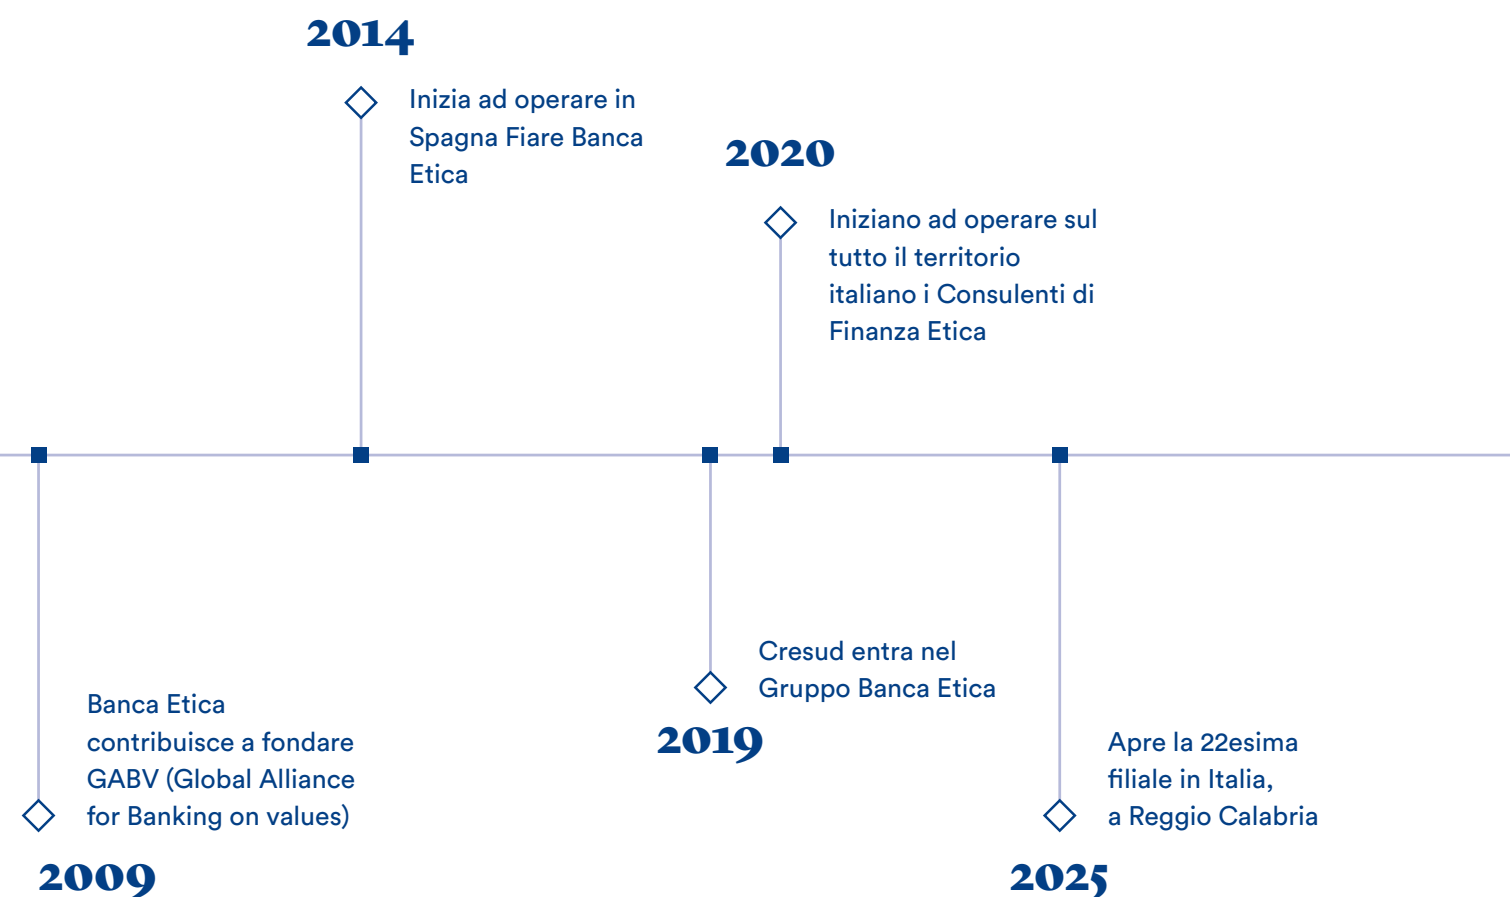 2014
Inizia ad operare in
Spagna Fiare Banca
Etica
2020
Iniziano ad operare sul
tutto il territorio
italiano i Consulenti di
Finanza Etica
Banca Etica
contribuisce a fondare
GABV (Global Alliance
for Banking on values)
2009
Cresud entra nel
Gruppo Banca Etica
2019
Apre la 22esima
filiale in Italia,
a Reggio Calabria
2025